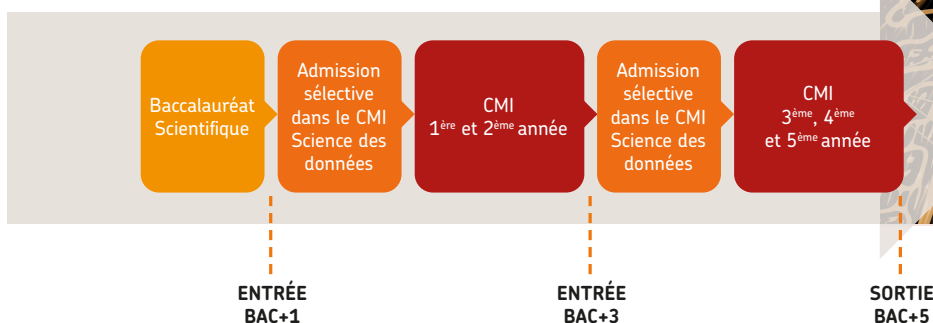 Baccalauréat
Scientifique
Admission
sélective
dans le CMI
Science des
données
CMI
1ère et 2ème année
Admission
sélective
dans le CMI
Science des
données
CMI
3ème, 4ème
et 5ème année
ENTRÉE
BAC+1
ENTRÉE
BAC+3
SORTIE
BAC+5